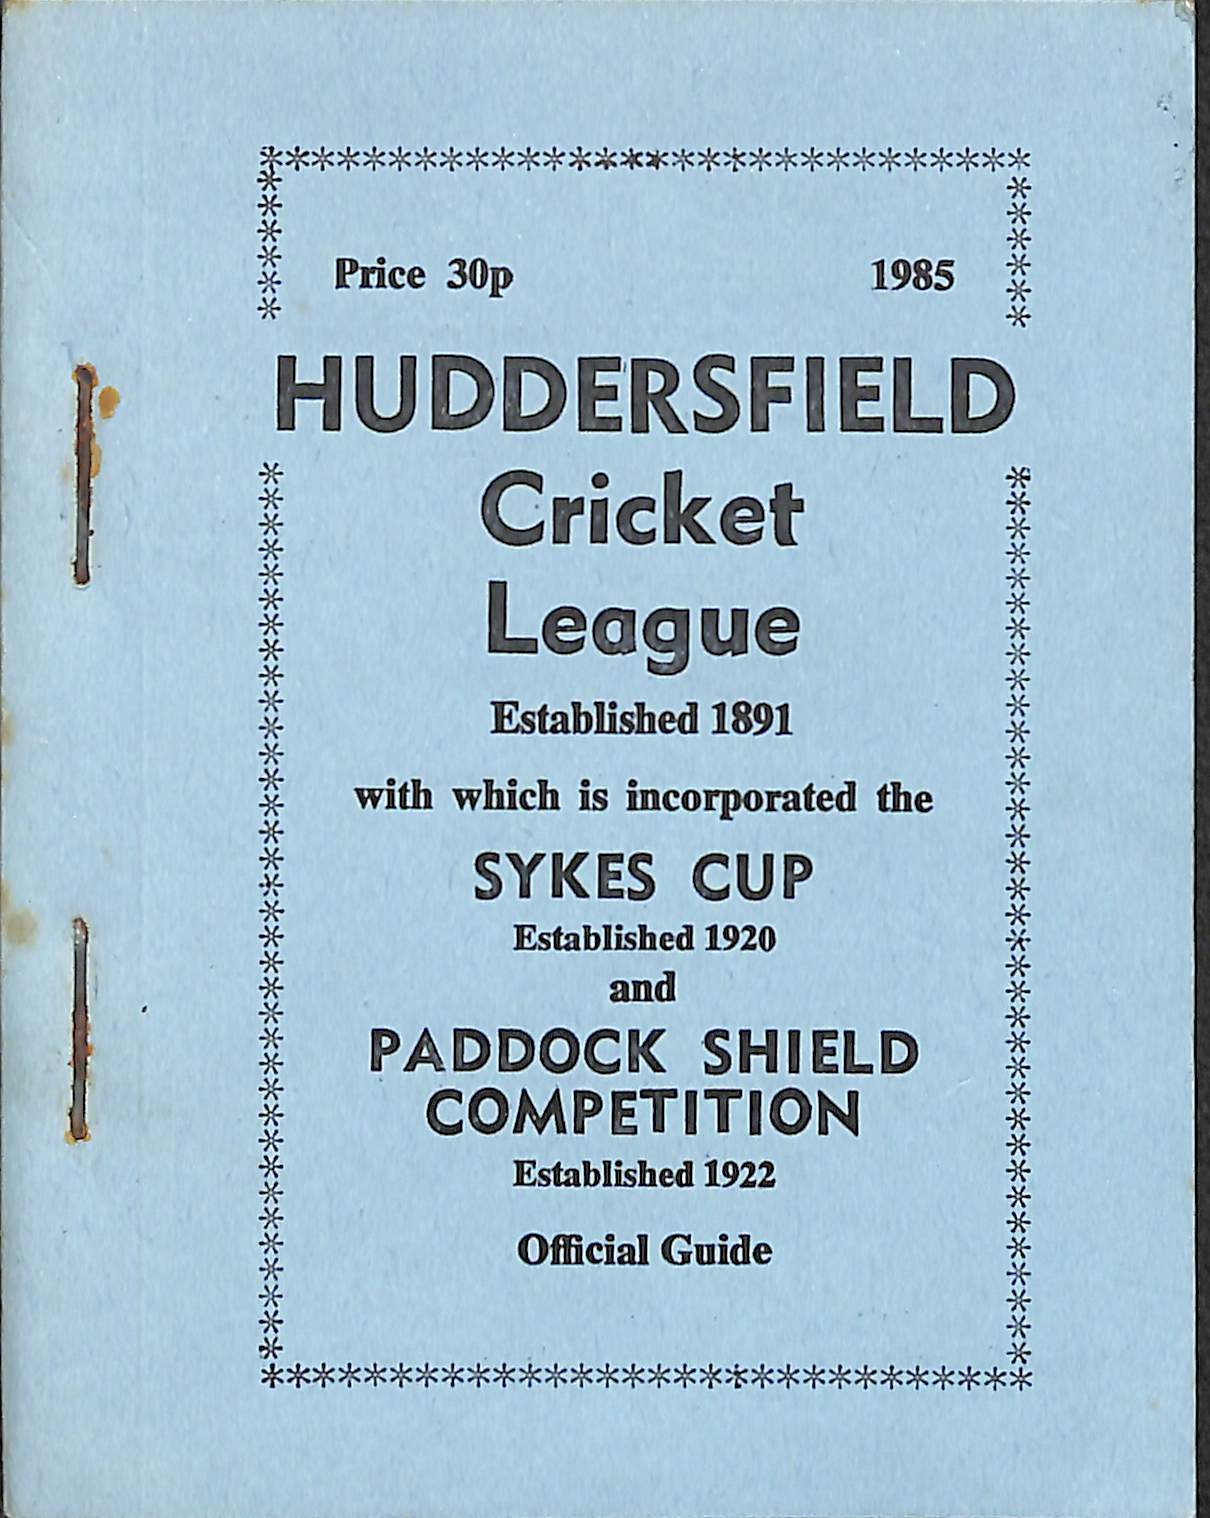 Price 30p 1985
HUDDERSFIELD
Cricket
League
Established 1891
with which is incorporated the
SYKES CUP
Established 1920
and
PADDOCK SHIELD
COMPETITION
Established 1922
Official Guide